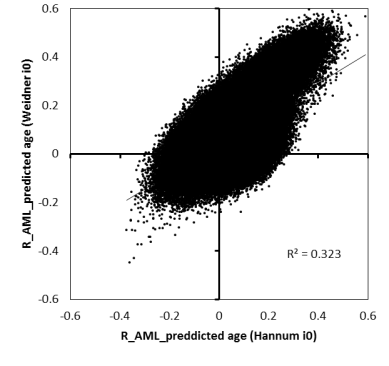 0.6
0.4
0.2
0
-0.2
-0.4
-0.6
R_AML_predicted age (Weidner i0)
R² = 0.323
-0.6 -0.4 -0.2 0 0.2 0.4 0.6
R_AML_preddicted age (Hannum i0)